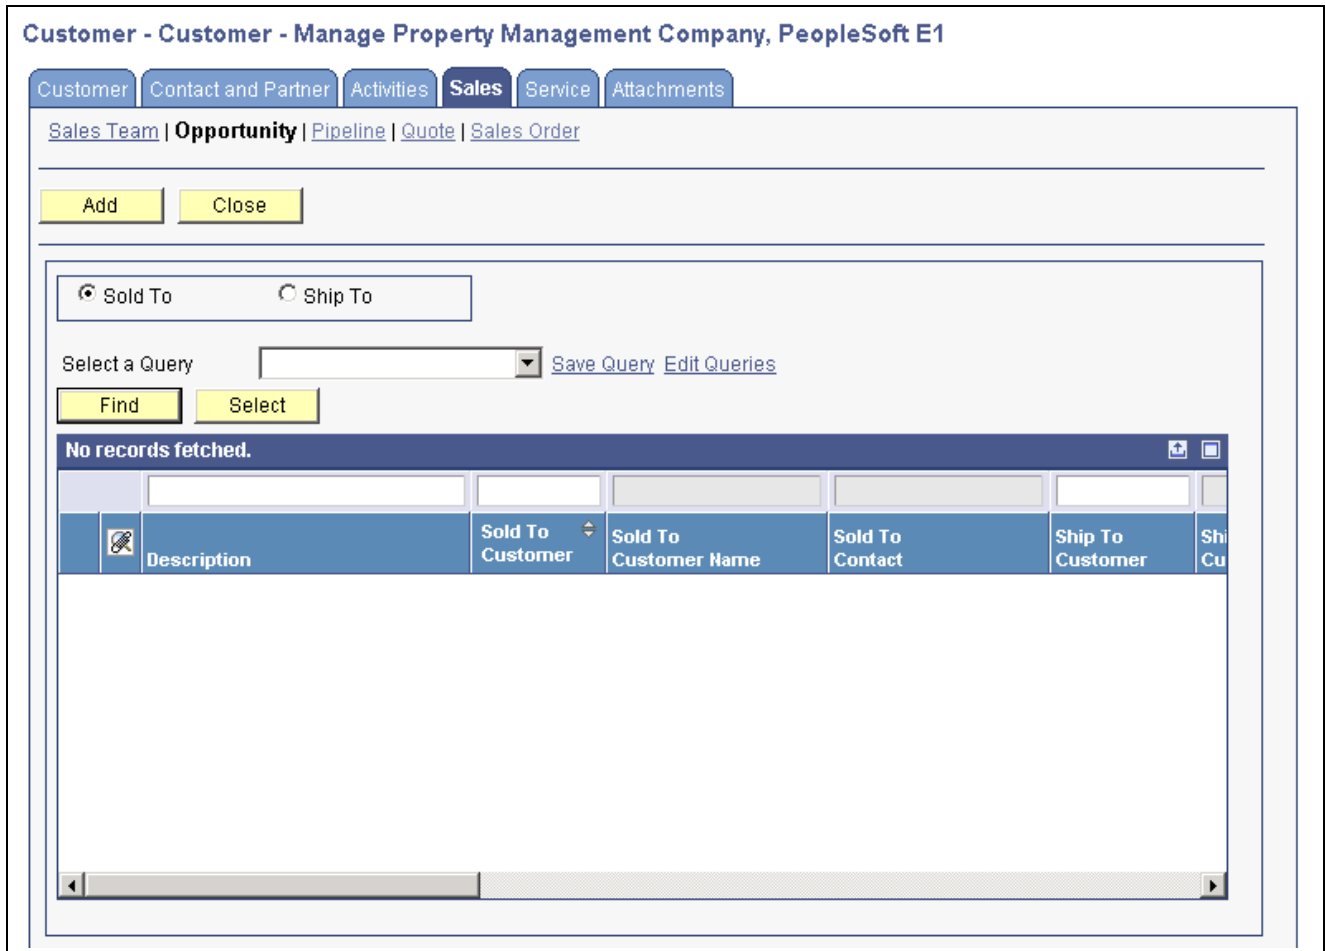 Customer - Customer - Manage Property Management Company, PeopleSoft E1
Customer Contact and Partner Activities Sales Service Attachments
Sales Team | Opportunity | Pipeline | Quote | Sales Order
Add Close
Sold To Ship To
Select a Query Save Query Edit Queries
Find Select
No records fetched.
Description Sold To Customer Sold To Customer Name Sold To Contact Ship To Customer